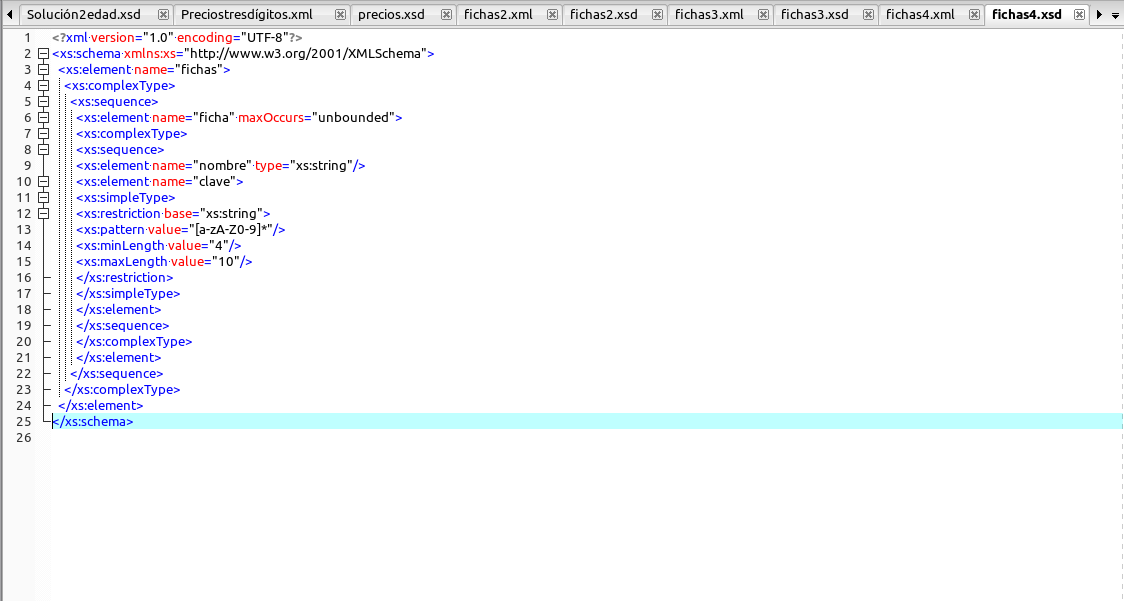 Solución2edad.xsd Preciostresdígitos.xml precios.xsd fichas2.xml fichas2.xsd fichas3.xml fichas3.xsd fichas4.xml fichas4.xsd
1 <?xml version="1.0" encoding="UTF-8"?>
2 <xs:schema xmlns:xs="http://www.w3.org/2001/XMLSchema">
3 <xs:element name="fichas">
4 <xs:complexType>
5 <xs:sequence>
6 <xs:element name="ficha" maxOccurs="unbounded">
7 <xs:complexType>
8 <xs:sequence>
9 <xs:element name="nombre" type="xs:string"/>
10 <xs:element name="clave">
11 <xs:simpleType>
12 <xs:restriction base="xs:string">
13 <xs:pattern value="[a-zA-Z0-9]*"/>
14 <xs:minLength value="4"/>
15 <xs:maxLength value="10"/>
16 </xs:restriction>
17 </xs:simpleType>
18 </xs:element>
19 </xs:sequence>
20 </xs:complexType>
21 </xs:element>
22 </xs:sequence>
23 </xs:complexType>
24 </xs:element>
25 </xs:schema>
26